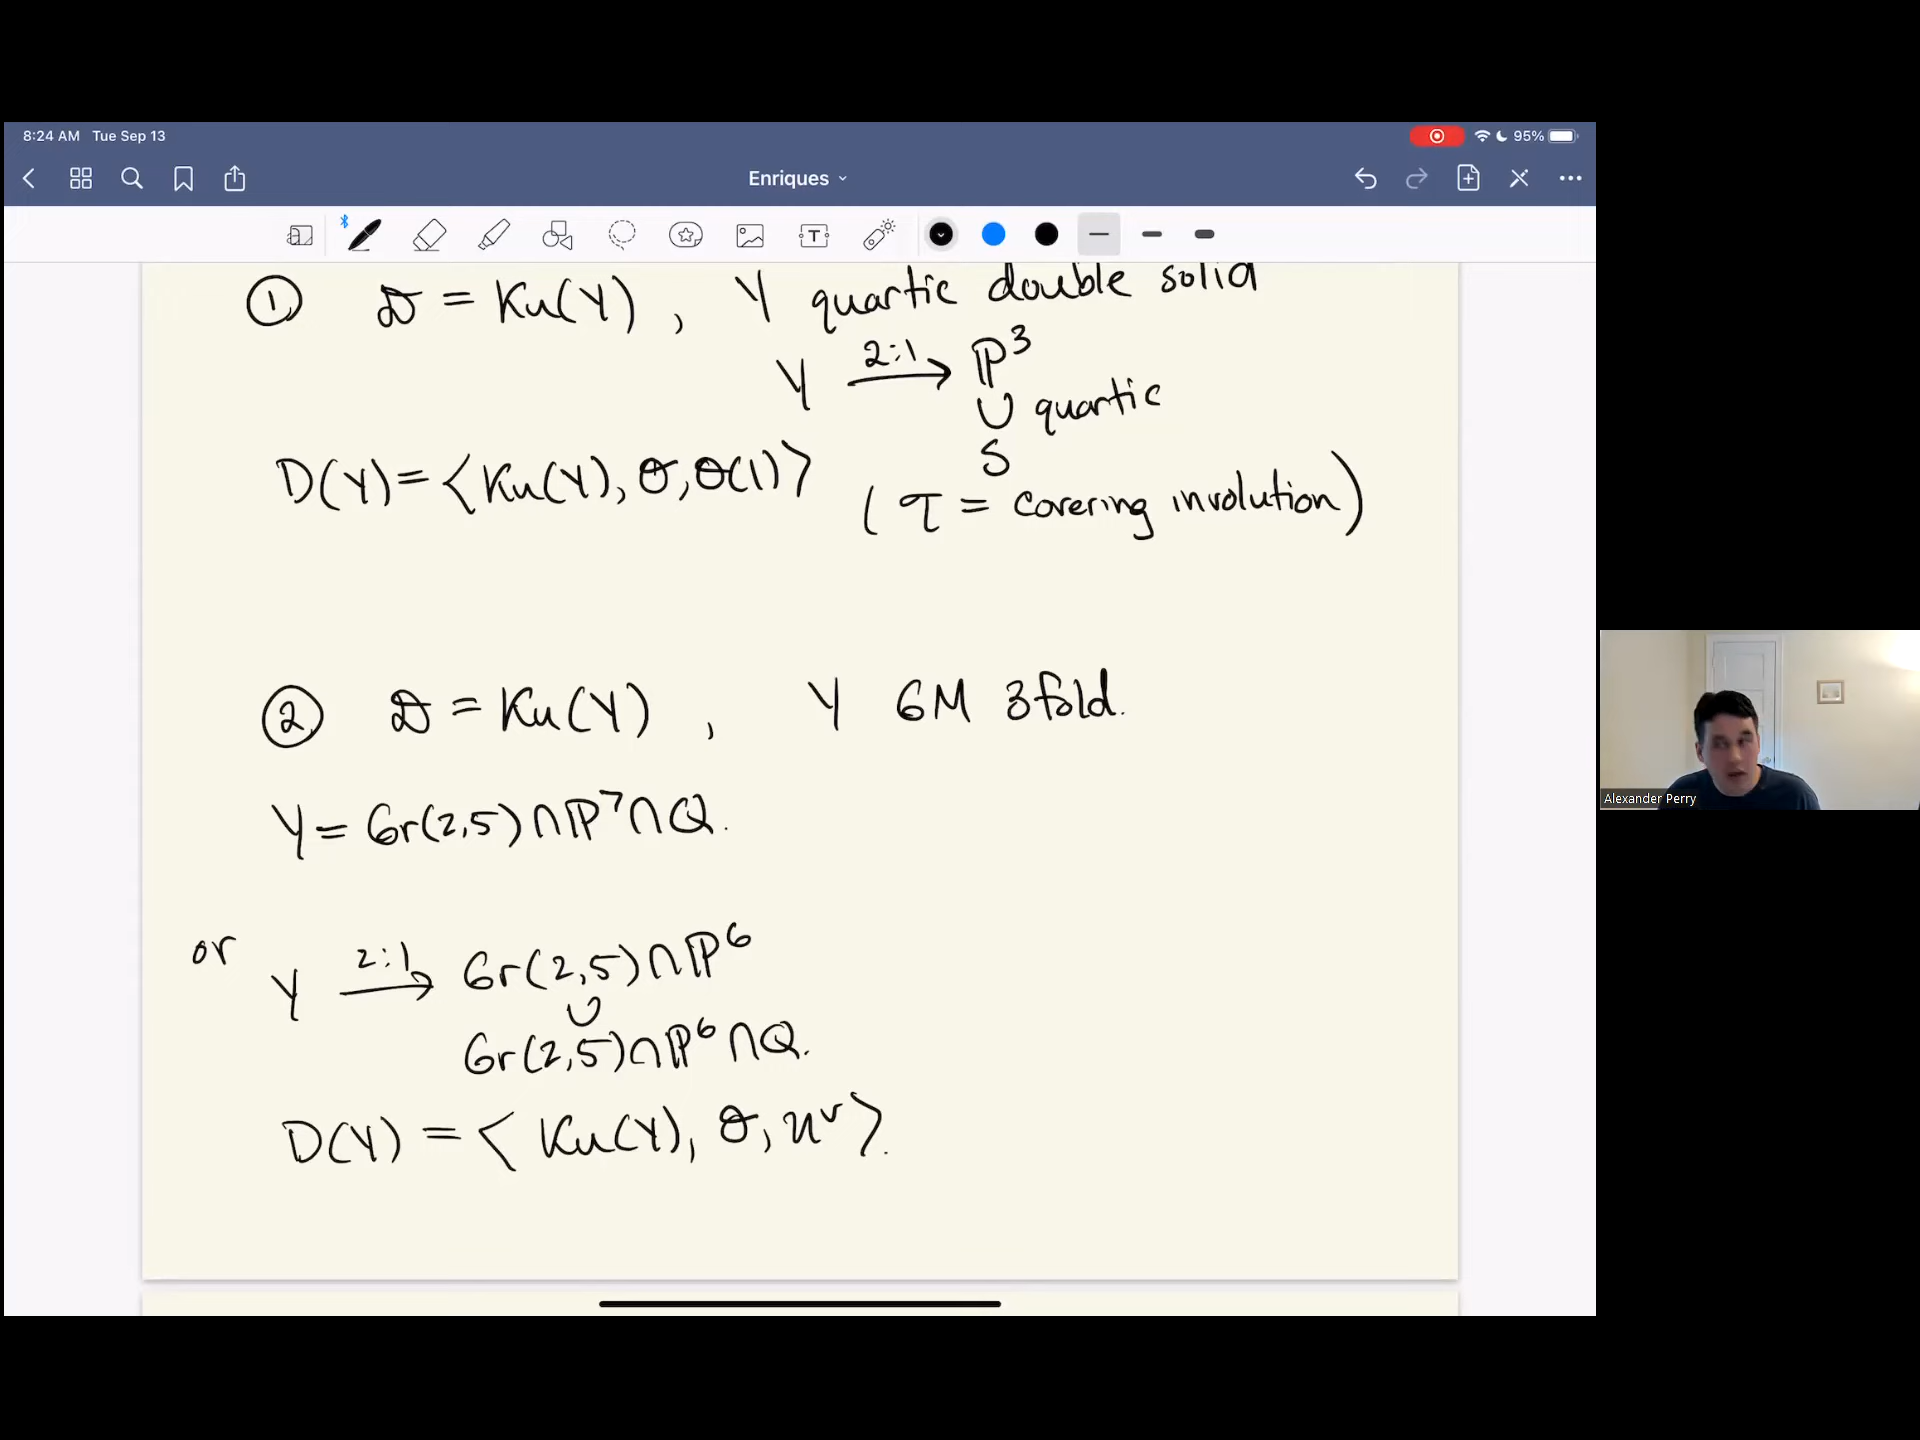 8:24 AM Tue Sep 13
95%
Enriques
① 𝒟 = Ku(Y), Y quartic double solid
Y 2:1→ ℙ³
∪ quartic
S
D(Y) = ⟨Ku(Y), 𝒪, 𝒪(1)⟩
(τ = covering involution)
② 𝒟 = Ku(Y), Y GM 3fold.
Y = Gr(2,5) ∩ ℙ⁷ ∩ Q.
or Y 2:1→ Gr(2,5) ∩ ℙ⁶
∪
Gr(2,5) ∩ ℙ⁶ ∩ Q.
D(Y) = ⟨Ku(Y), 𝒪, 𝒰ᵛ⟩.
Alexander Perry